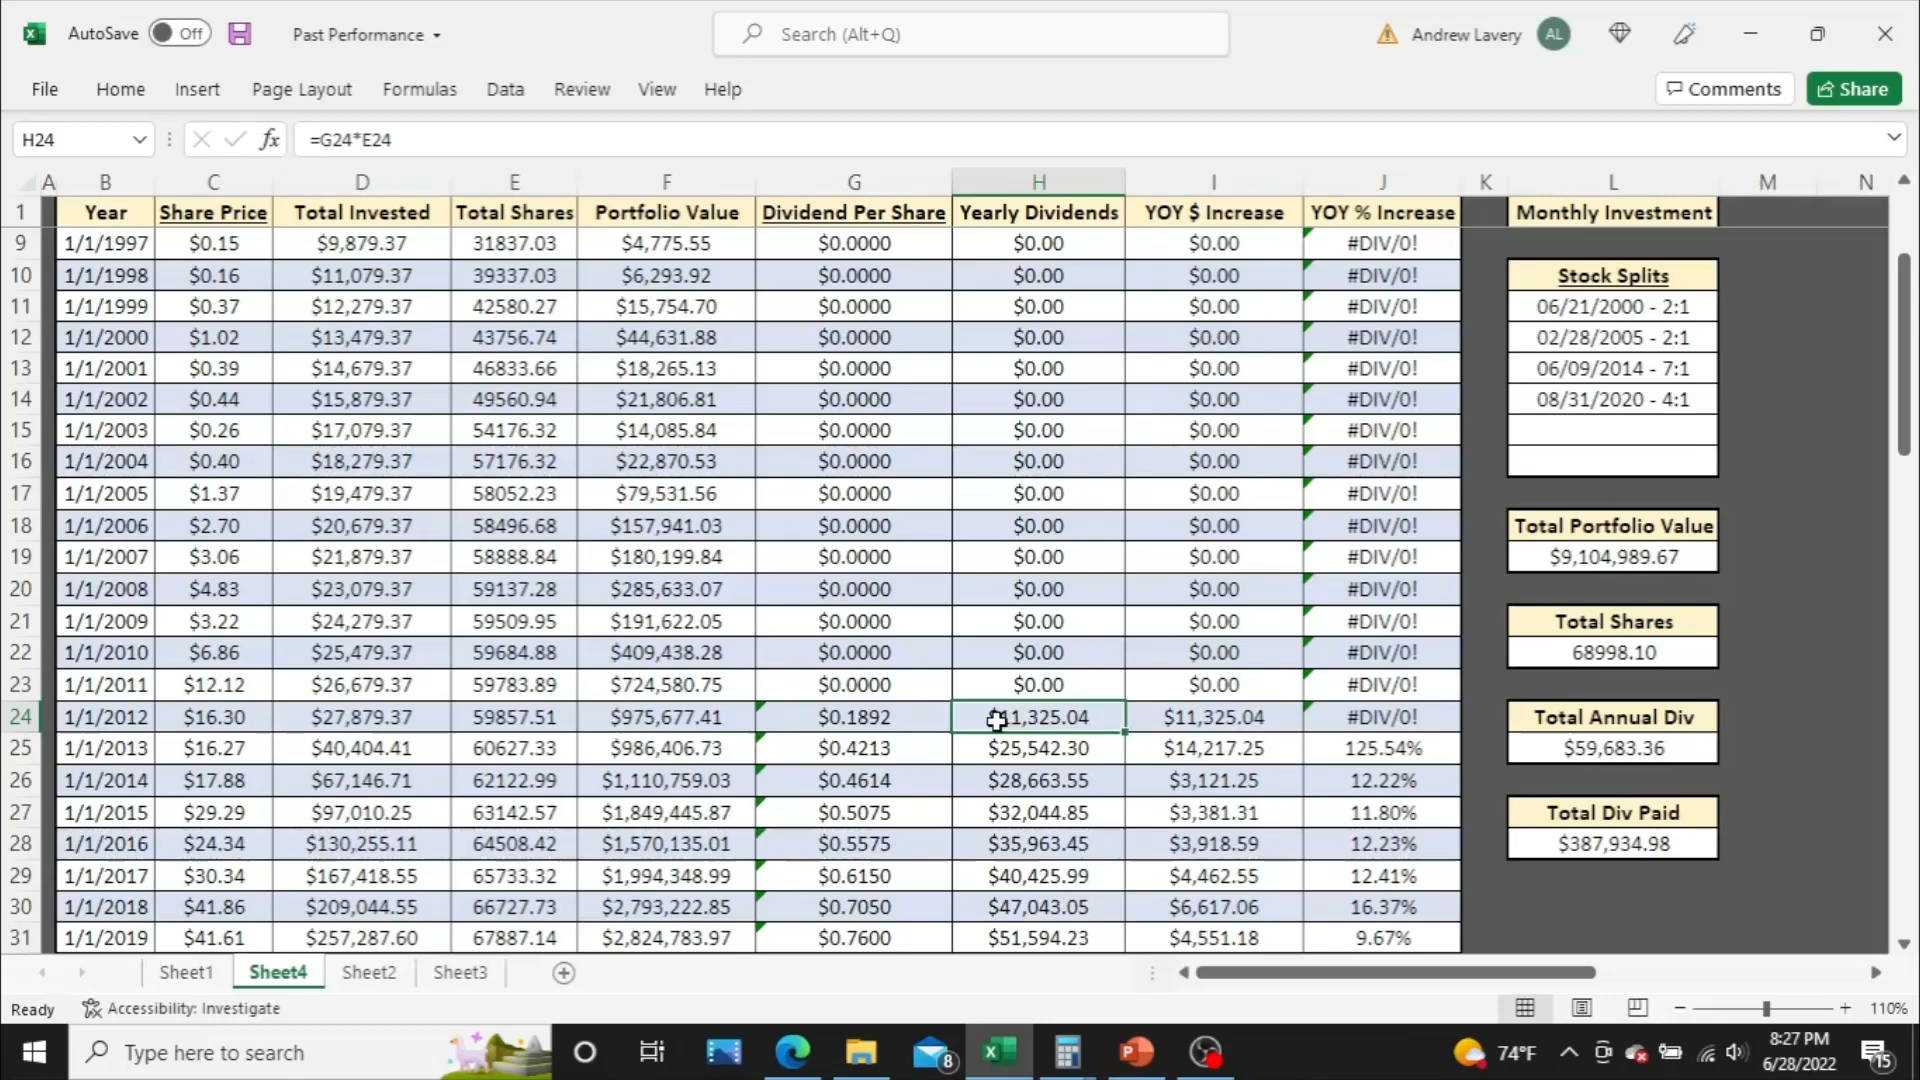 AutoSave Off Past Performance Search (Alt+Q) Andrew Lavery AL
File Home Insert Page Layout Formulas Data Review View Help Comments Share
H24 fx =G24*E24
A B C D E F G H I J K L M N
1 Year Share Price Total Invested Total Shares Portfolio Value Dividend Per Share Yearly Dividends YOY $ Increase YOY % Increase Monthly Investment
9 1/1/1997 $0.15 $9,879.37 31837.03 $4,775.55 $0.0000 $0.00 $0.00 #DIV/0!
10 1/1/1998 $0.16 $11,079.37 39337.03 $6,293.92 $0.0000 $0.00 $0.00 #DIV/0! Stock Splits
11 1/1/1999 $0.37 $12,279.37 42580.27 $15,754.70 $0.0000 $0.00 $0.00 #DIV/0! 06/21/2000 - 2:1
12 1/1/2000 $1.02 $13,479.37 43756.74 $44,631.88 $0.0000 $0.00 $0.00 #DIV/0! 02/28/2005 - 2:1
13 1/1/2001 $0.39 $14,679.37 46833.66 $18,265.13 $0.0000 $0.00 $0.00 #DIV/0! 06/09/2014 - 7:1
14 1/1/2002 $0.44 $15,879.37 49560.94 $21,806.81 $0.0000 $0.00 $0.00 #DIV/0! 08/31/2020 - 4:1
15 1/1/2003 $0.26 $17,079.37 54176.32 $14,085.84 $0.0000 $0.00 $0.00 #DIV/0!
16 1/1/2004 $0.40 $18,279.37 57176.32 $22,870.53 $0.0000 $0.00 $0.00 #DIV/0!
17 1/1/2005 $1.37 $19,479.37 58052.23 $79,531.56 $0.0000 $0.00 $0.00 #DIV/0!
18 1/1/2006 $2.70 $20,679.37 58496.68 $157,941.03 $0.0000 $0.00 $0.00 #DIV/0! Total Portfolio Value
19 1/1/2007 $3.06 $21,879.37 58888.84 $180,199.84 $0.0000 $0.00 $0.00 #DIV/0! $9,104,989.67
20 1/1/2008 $4.83 $23,079.37 59137.28 $285,633.07 $0.0000 $0.00 $0.00 #DIV/0!
21 1/1/2009 $3.22 $24,279.37 59509.95 $191,622.05 $0.0000 $0.00 $0.00 #DIV/0! Total Shares
22 1/1/2010 $6.86 $25,479.37 59684.88 $409,438.28 $0.0000 $0.00 $0.00 #DIV/0! 68998.10
23 1/1/2011 $12.12 $26,679.37 59783.89 $724,580.75 $0.0000 $0.00 $0.00 #DIV/0!
24 1/1/2012 $16.30 $27,879.37 59857.51 $975,677.41 $0.1892 $11,325.04 $11,325.04 #DIV/0! Total Annual Div
25 1/1/2013 $16.27 $40,404.41 60627.33 $986,406.73 $0.4213 $25,542.30 $14,217.25 125.54% $59,683.36
26 1/1/2014 $17.88 $67,146.71 62122.99 $1,110,759.03 $0.4614 $28,663.55 $3,121.25 12.22%
27 1/1/2015 $29.29 $97,010.25 63142.57 $1,849,445.87 $0.5075 $32,044.85 $3,381.31 11.80% Total Div Paid
28 1/1/2016 $24.34 $130,255.11 64508.42 $1,570,135.01 $0.5575 $35,963.45 $3,918.59 12.23% $387,934.98
29 1/1/2017 $30.34 $167,418.55 65733.32 $1,994,348.99 $0.6150 $40,425.99 $4,462.55 12.41%
30 1/1/2018 $41.86 $209,044.55 66727.73 $2,793,222.85 $0.7050 $47,043.05 $6,617.06 16.37%
31 1/1/2019 $41.61 $257,287.60 67887.14 $2,824,783.97 $0.7600 $51,594.23 $4,551.18 9.67%
Sheet1 Sheet4 Sheet2 Sheet3
Ready Accessibility: Investigate 110%
Type here to search 8 74°F 8:27 PM 15
6/28/2022